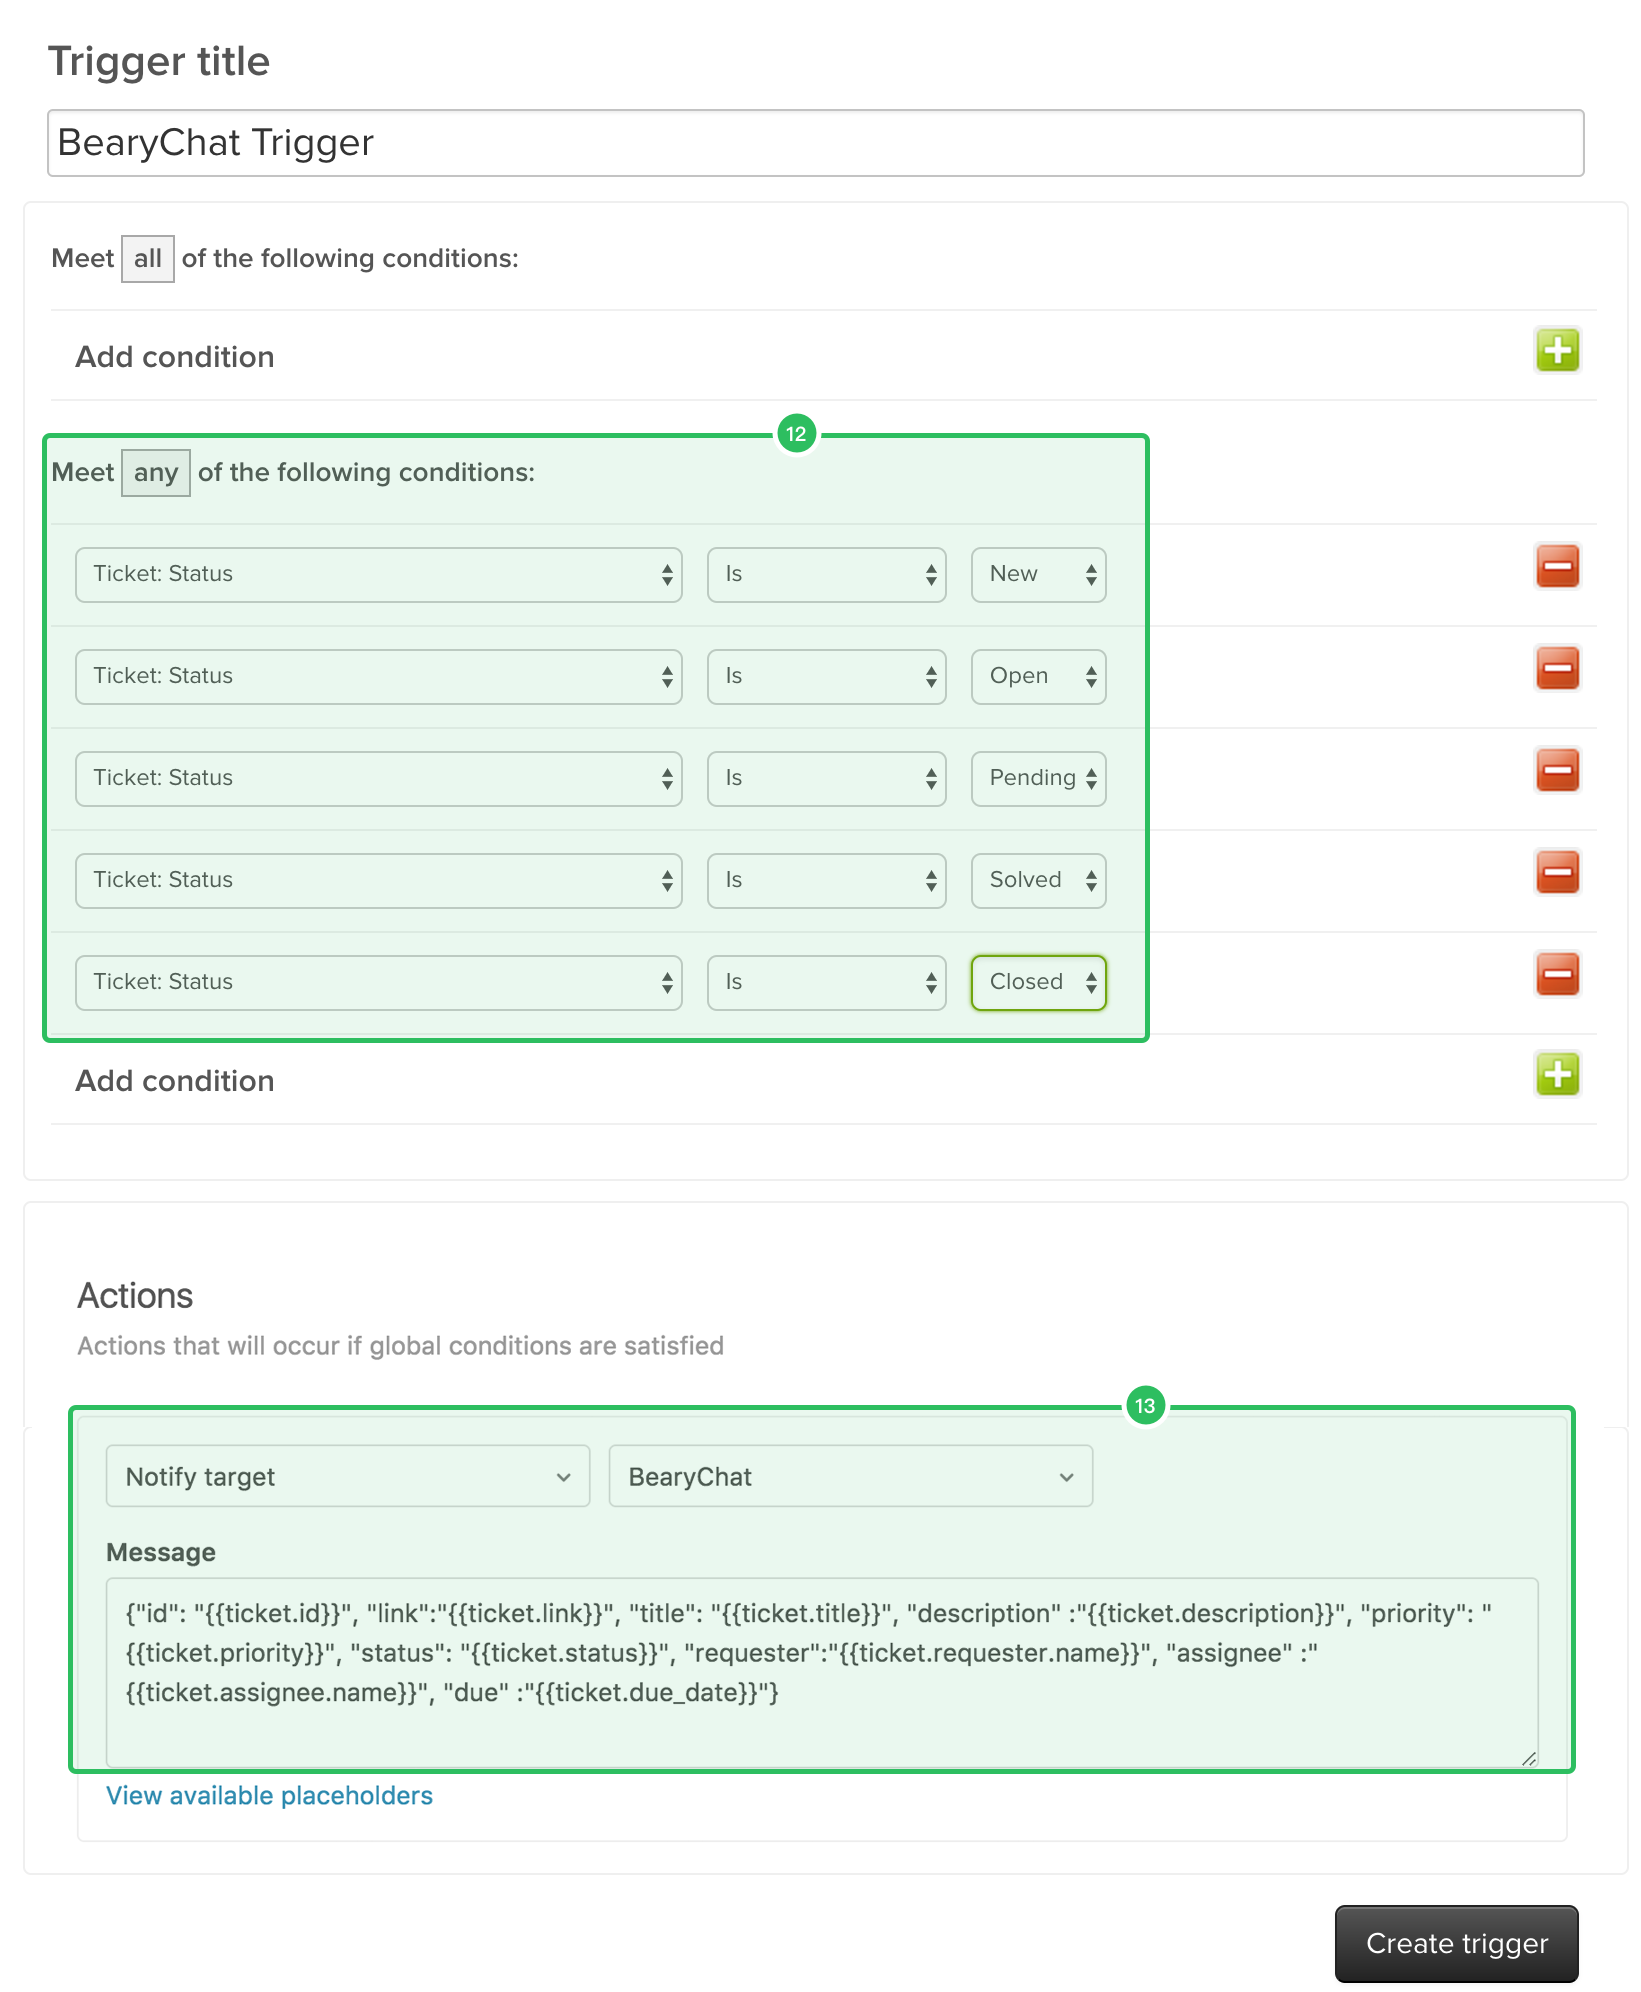 Trigger title
BearyChat Trigger
Meet all of the following conditions:
Add condition
12
Meet any of the following conditions:
Ticket: Status Is New
Ticket: Status Is Open
Ticket: Status Is Pending
Ticket: Status Is Solved
Ticket: Status Is Closed
Add condition
Actions
Actions that will occur if global conditions are satisfied
13
Notify target BearyChat
Message
{"id": "{{ticket.id}}", "link":"{{ticket.link}}", "title": "{{ticket.title}}", "description" :"{{ticket.description}}", "priority": "
{{ticket.priority}}", "status": "{{ticket.status}}", "requester":"{{ticket.requester.name}}", "assignee" :"
{{ticket.assignee.name}}", "due" :"{{ticket.due_date}}"}
View available placeholders
Create trigger